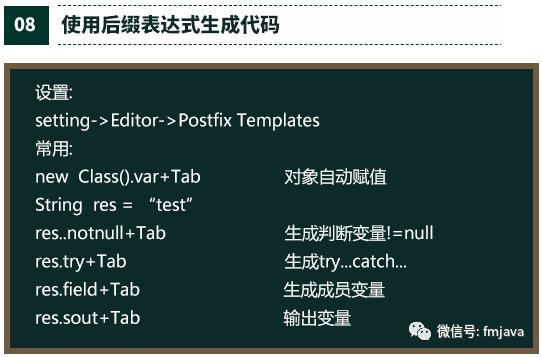 08 使用后缀表达式生成代码
设置:
setting->Editor->Postfix Templates
常用:
new Class().var+Tab 对象自动赋值
String res = “test”
res..notnull+Tab 生成判断变量!=null
res.try+Tab 生成try...catch...
res.field+Tab 生成成员变量
res.sout+Tab 输出变量
微信号: fmjava